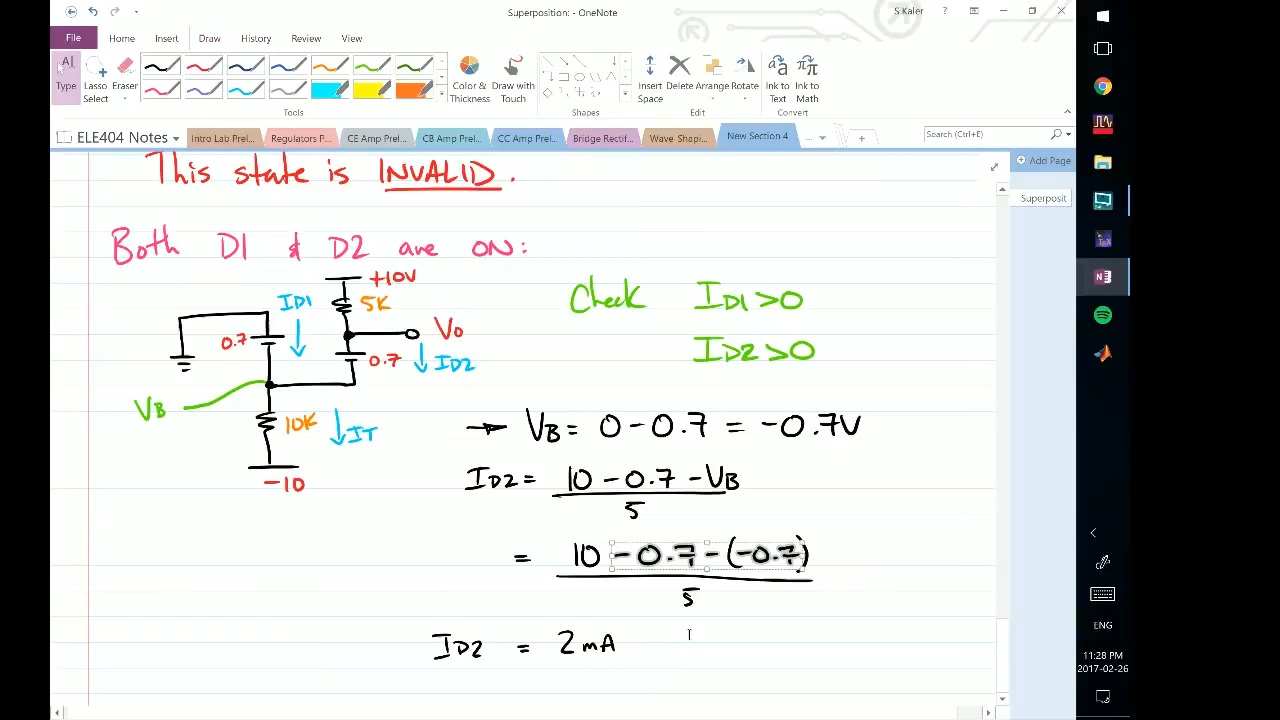 Superposition: - OneNote
S Kaler
?
File Home Insert Draw History Review View
Type
Lasso Select
Eraser
Color & Thickness
Draw with Touch
Insert Space
Delete
Arrange
Rotate
Ink to Text
Ink to Math
Tools
Shapes
Edit
Convert
ELE404 Notes
Intro Lab Prel
Regulators P...
CE Amp Prel...
CB Amp Prel...
CC Amp Prel...
Bridge Rectif...
Wave Shapi
New Section 4
...
Search (Ctrl+E)
Add Page
Superposit
This state is INVALID.
Both D1 & D2 are ON:
+10V
ID1
5K
0.7
Vo
0.7
ID2
VB
10K
IT
-10
Check ID1>0
ID2>0
→ VB = 0 - 0.7 = -0.7V
ID2 = 10 - 0.7 - VB
5
= 10 - 0.7 - (-0.7)
5
ID2 = 2mA
ENG
11:28 PM
2017-02-26